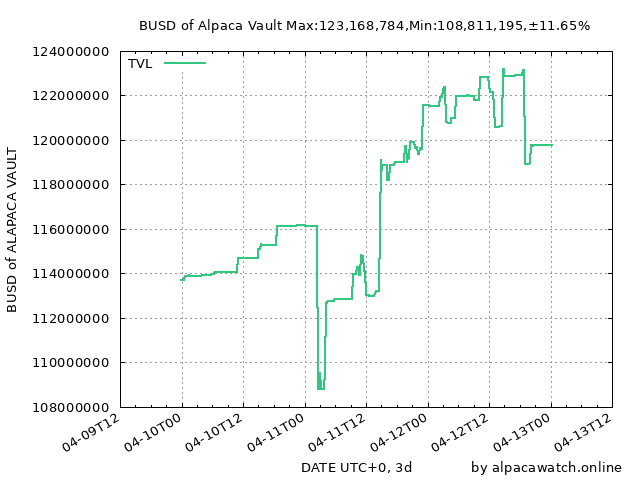 BUSD of Alpaca Vault Max:123,168,784,Min:108,811,195,±11.65%
TVL
124000000
122000000
120000000
118000000
116000000
114000000
112000000
110000000
108000000
BUSD of ALAPACA VAULT
04-09T12
04-10T00
04-10T12
04-11T00
04-11T12
04-12T00
04-12T12
04-13T00
04-13T12
DATE UTC+0, 3d
by alpacawatch.online